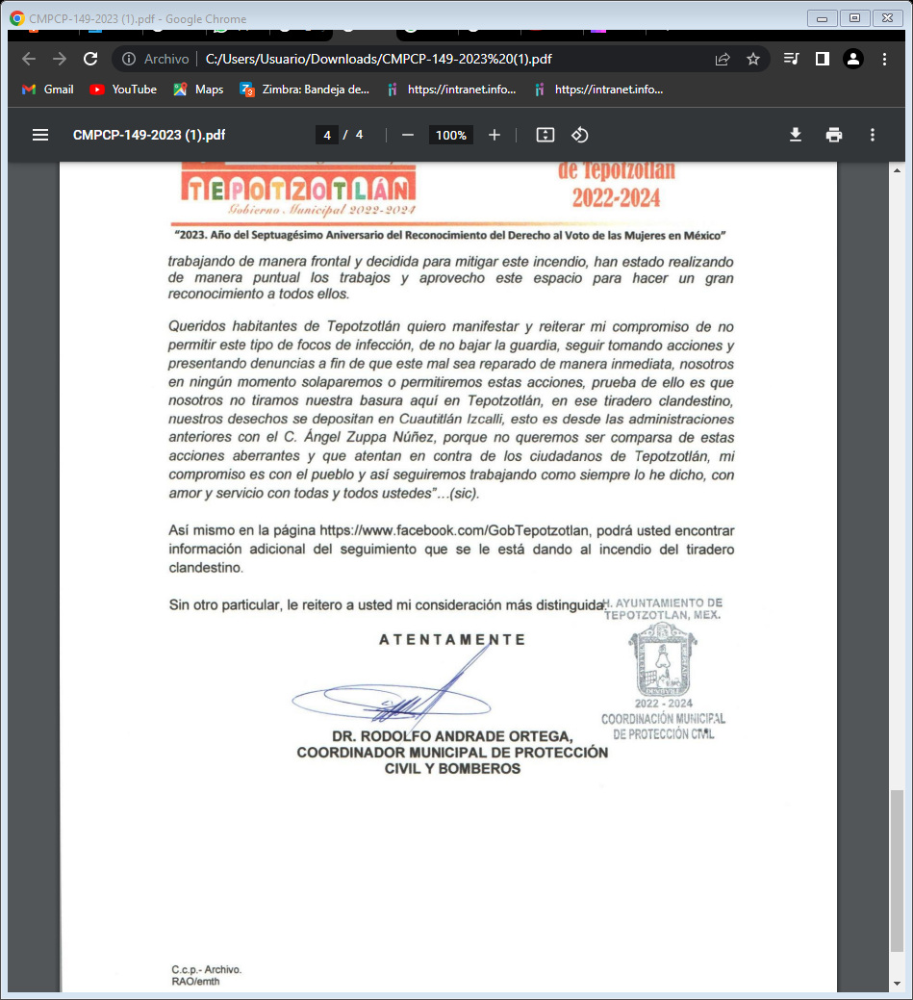 CMPCP-149-2023 (1).pdf - Google Chrome
Archivo | C:/Users/Usuario/Downloads/CMPCP-149-2023%20(1).pdf
Gmail YouTube Maps Zimbra: Bandeja de... https://intranet.info... https://intranet.info...
CMPCP-149-2023 (1).pdf 4 / 4 100%
TEPOTZOTLÁN
Gobierno Municipal 2022-2024
de Tepotzotlán
2022-2024
"2023. Año del Septuagésimo Aniversario del Reconocimiento del Derecho al Voto de las Mujeres en México"
trabajando de manera frontal y decidida para mitigar este incendio, han estado realizando
de manera puntual los trabajos y aprovecho este espacio para hacer un gran
reconocimiento a todos ellos.
Queridos habitantes de Tepotzotlán quiero manifestar y reiterar mi compromiso de no
permitir este tipo de focos de infección, de no bajar la guardia, seguir tomando acciones y
presentando denuncias a fin de que este mal sea reparado de manera inmediata, nosotros
en ningún momento solaparemos o permitiremos estas acciones, prueba de ello es que
nosotros no tiramos nuestra basura aquí en Tepotzotlán, en ese tiradero clandestino,
nuestros desechos se depositan en Cuautitlán Izcalli, esto es desde las administraciones
anteriores con el C. Ángel Zuppa Núñez, porque no queremos ser comparsa de estas
acciones aberrantes y que atentan en contra de los ciudadanos de Tepotzotlán, mi
compromiso es con el pueblo y así seguiremos trabajando como siempre lo he dicho, con
amor y servicio con todas y todos ustedes"...(sic).
Así mismo en la página https://www.facebook.com/GobTepotzotlan, podrá usted encontrar
información adicional del seguimiento que se le está dando al incendio del tiradero
clandestino.
Sin otro particular, le reitero a usted mi consideración más distinguida.
H. AYUNTAMIENTO DE
TEPOTZOTLAN, MEX.
2022 - 2024
COORDINACIÓN MUNICIPAL
DE PROTECCIÓN CIVIL
ATENTAMENTE
DR. RODOLFO ANDRADE ORTEGA,
COORDINADOR MUNICIPAL DE PROTECCIÓN
CIVIL Y BOMBEROS
C.c.p.- Archivo.
RAO/emth